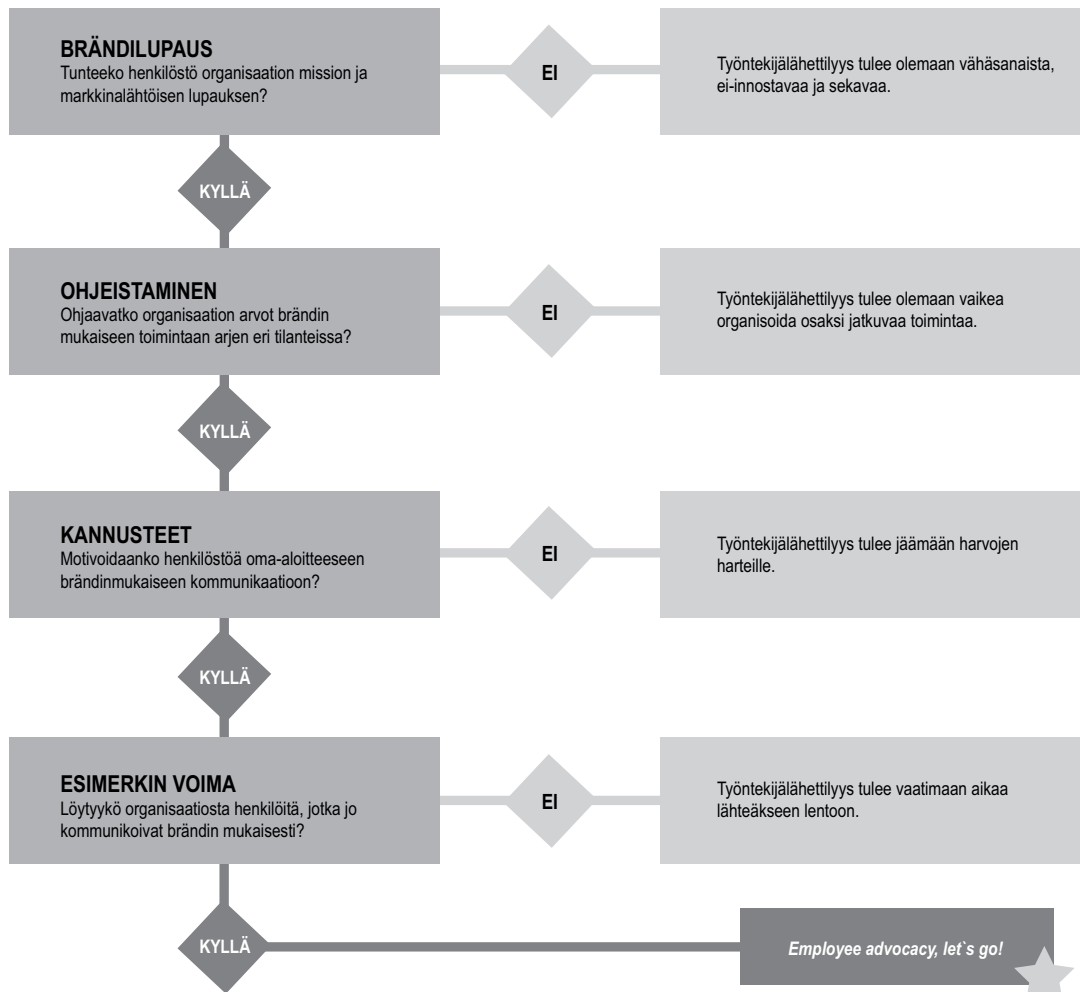 BRÄNDILUPAUS
Tunteeko henkilöstö organisaation mission ja
markkinalähtöisen lupauksen?
EI
Työntekijälähettilyys tulee olemaan vähäsanaista,
ei-innostavaa ja sekavaa.
KYLLÄ
OHJEISTAMINEN
Ohjaavatko organisaation arvot brändin
mukaiseen toimintaan arjen eri tilanteissa?
EI
Työntekijälähettilyys tulee olemaan vaikea
organisoida osaksi jatkuvaa toimintaa.
KYLLÄ
KANNUSTEET
Motivoidaanko henkilöstöä oma-aloitteeseen
brändinmukaiseen kommunikaatioon?
EI
Työntekijälähettilyys tulee jäämään harvojen
harteille.
KYLLÄ
ESIMERKIN VOIMA
Löytyykö organisaatiosta henkilöitä, jotka jo
kommunikoivat brändin mukaisesti?
EI
Työntekijälähettilyys tulee vaatimaan aikaa
lähteäkseen lentoon.
KYLLÄ
Employee advocacy, let`s go!